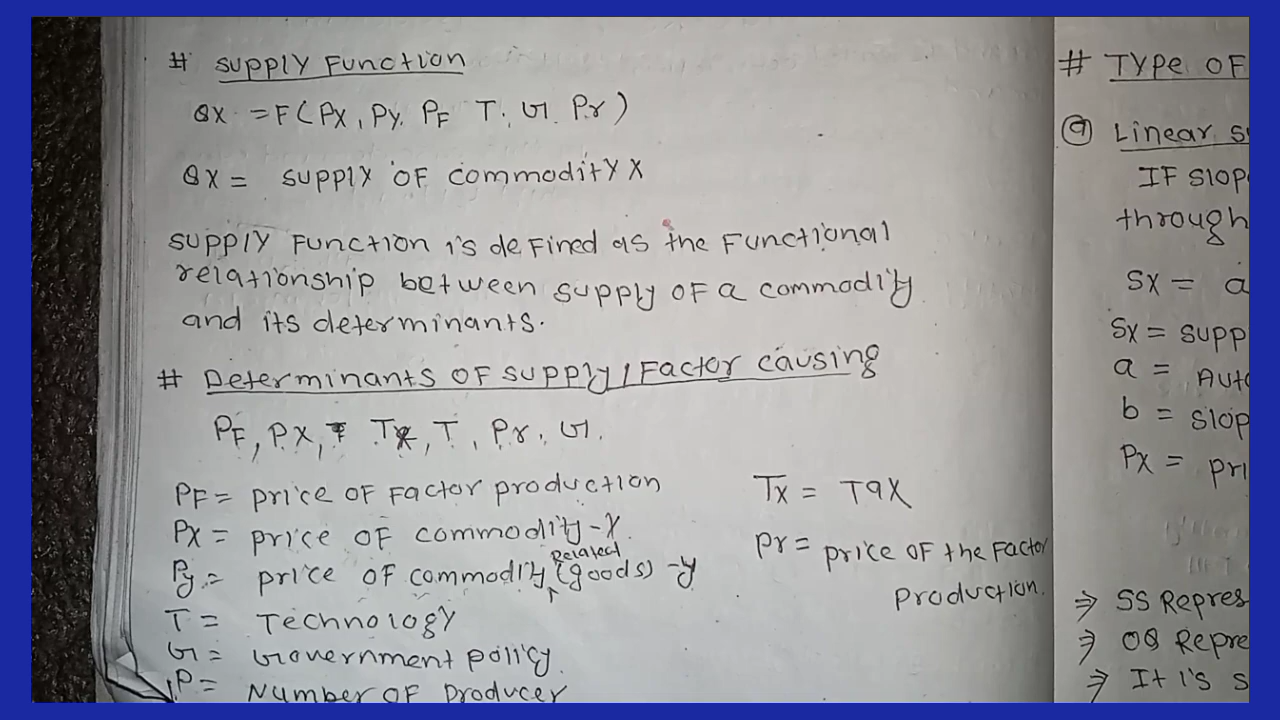 # Supply Function
QX = F(PX, Py. PF T. G. Pr)
QX = Supply OF commodity X
Supply Function is defined as the Functional
relationship between supply OF a commodity
and its determinants.
# Determinants OF supply / Factor causing
PF, PX, Tx, T, Pr, G.
PF = Price OF Factor production
PX = price OF commodity - X.
Related
Py = price OF commodity (goods) - y
T = Technology
G = Government policy.
P = Number OF Producer
Tx = Tax
Pr = price OF the Factor
Production.
# TYPE OF
a Linear
IF Slop
through
SX = a
SX = supp
a = Auto
b = slop
PX = pri
⇒ SS Repres
⇒ OQ Repre
⇒ It is s